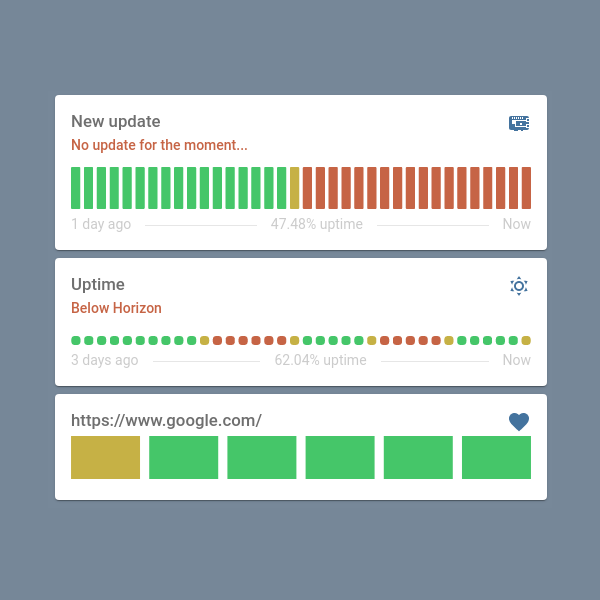 New update
No update for the moment...
1 day ago 47.48% uptime Now
Uptime
Below Horizon
3 days ago 62.04% uptime Now
https://www.google.com/